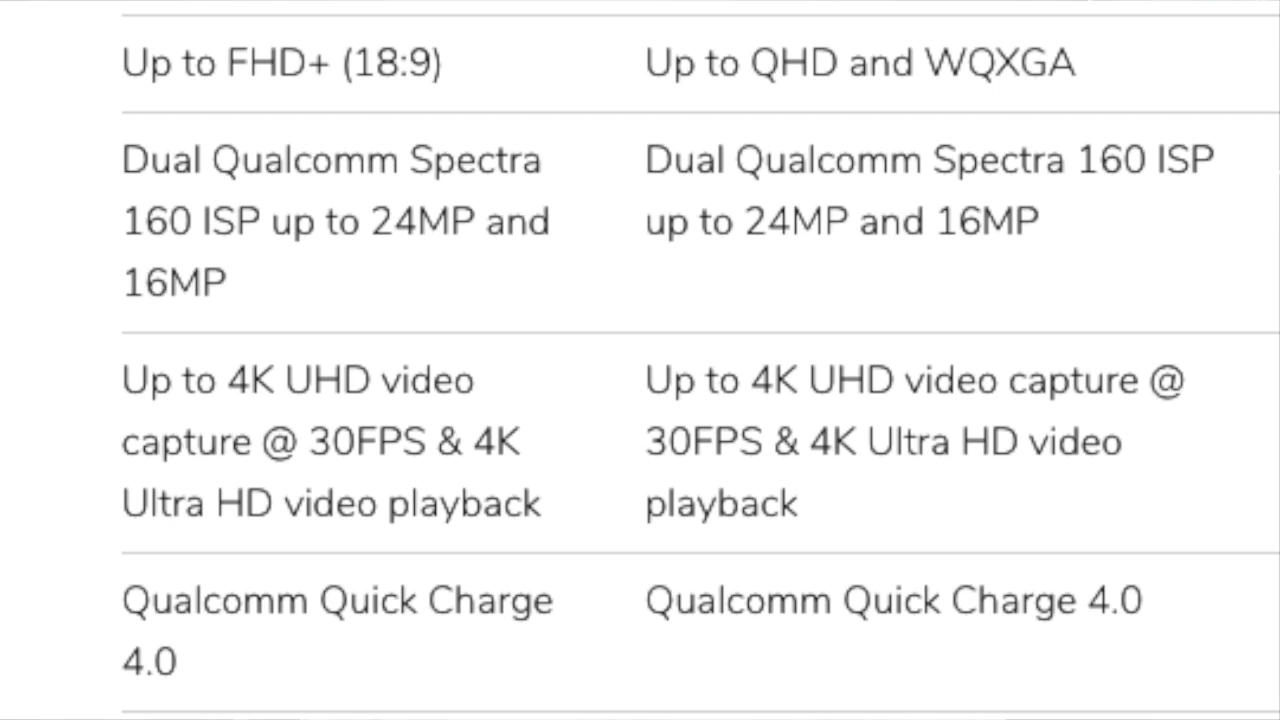 Up to FHD+ (18:9)
Up to QHD and WQXGA
Dual Qualcomm Spectra
160 ISP up to 24MP and
16MP
Dual Qualcomm Spectra 160 ISP
up to 24MP and 16MP
Up to 4K UHD video
capture @ 30FPS & 4K
Ultra HD video playback
Up to 4K UHD video capture @
30FPS & 4K Ultra HD video
playback
Qualcomm Quick Charge
4.0
Qualcomm Quick Charge 4.0